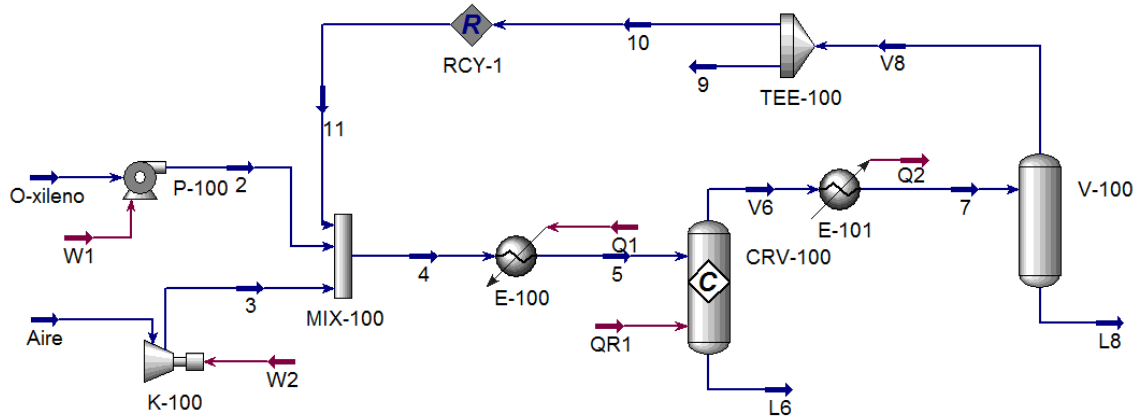 R
RCY-1
10
9
TEE-100
V8
11
O-xileno
P-100
2
W1
Aire
3
K-100
W2
MIX-100
4
E-100
Q1
5
QR1
C
CRV-100
V6
L6
E-101
Q2
7
V-100
L8